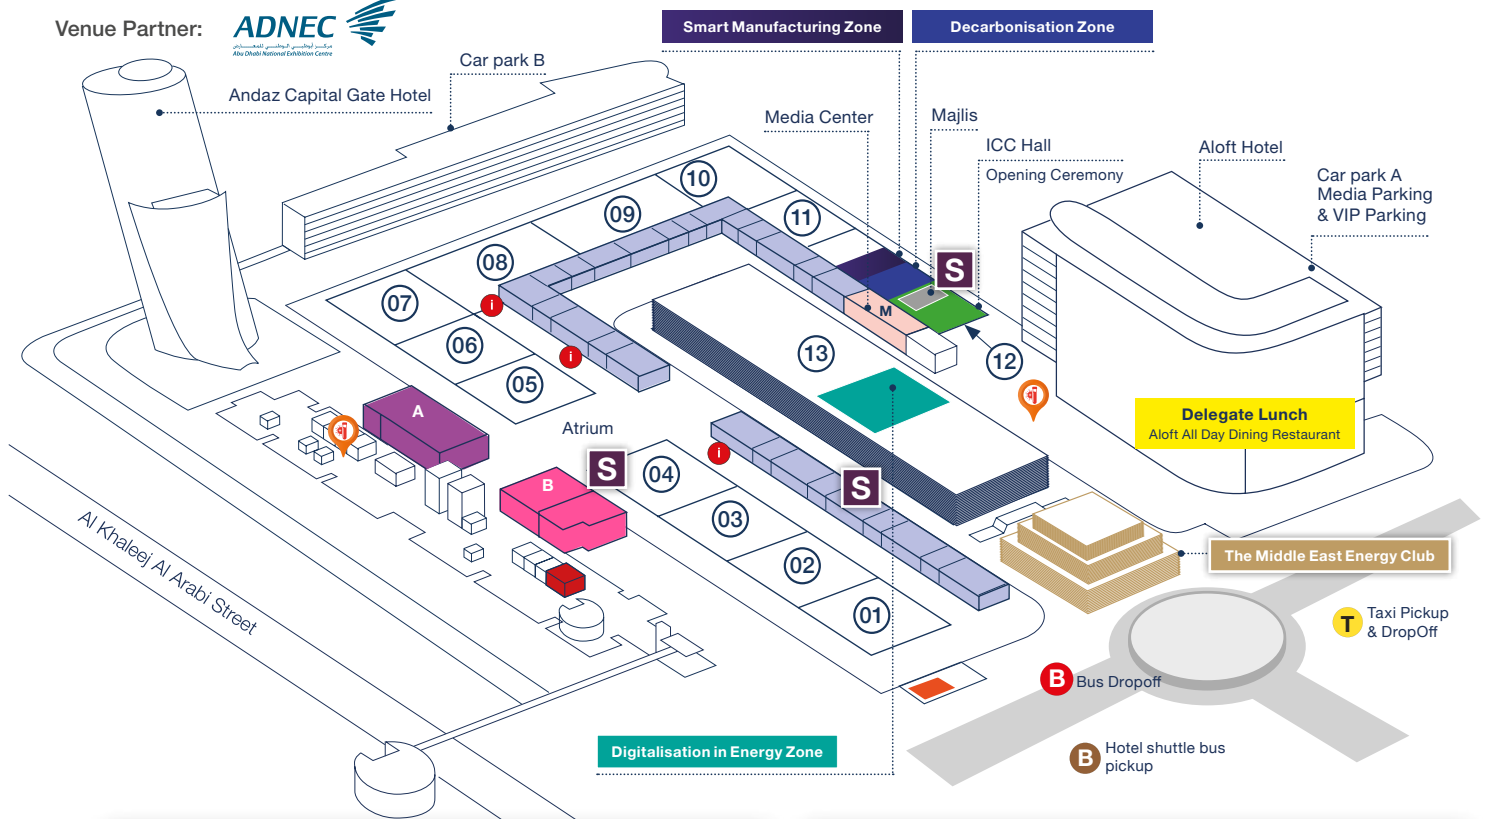 Venue Partner:
ADNEC
Abu Dhabi National Exhibition Centre
Smart Manufacturing Zone
Decarbonisation Zone
Car park B
Andaz Capital Gate Hotel
Media Center
Majlis
ICC Hall
Opening Ceremony
Aloft Hotel
Car park A
Media Parking
& VIP Parking
10
09
11
08
07
06
05
S
M
13
12
i
i
A
Atrium
S
B
04
i
S
03
02
01
Delegate Lunch
Aloft All Day Dining Restaurant
The Middle East Energy Club
Al Khaleej Al Arabi Street
T
Taxi Pickup
& DropOff
B
Bus Dropoff
Digitalisation in Energy Zone
B
Hotel shuttle bus
pickup